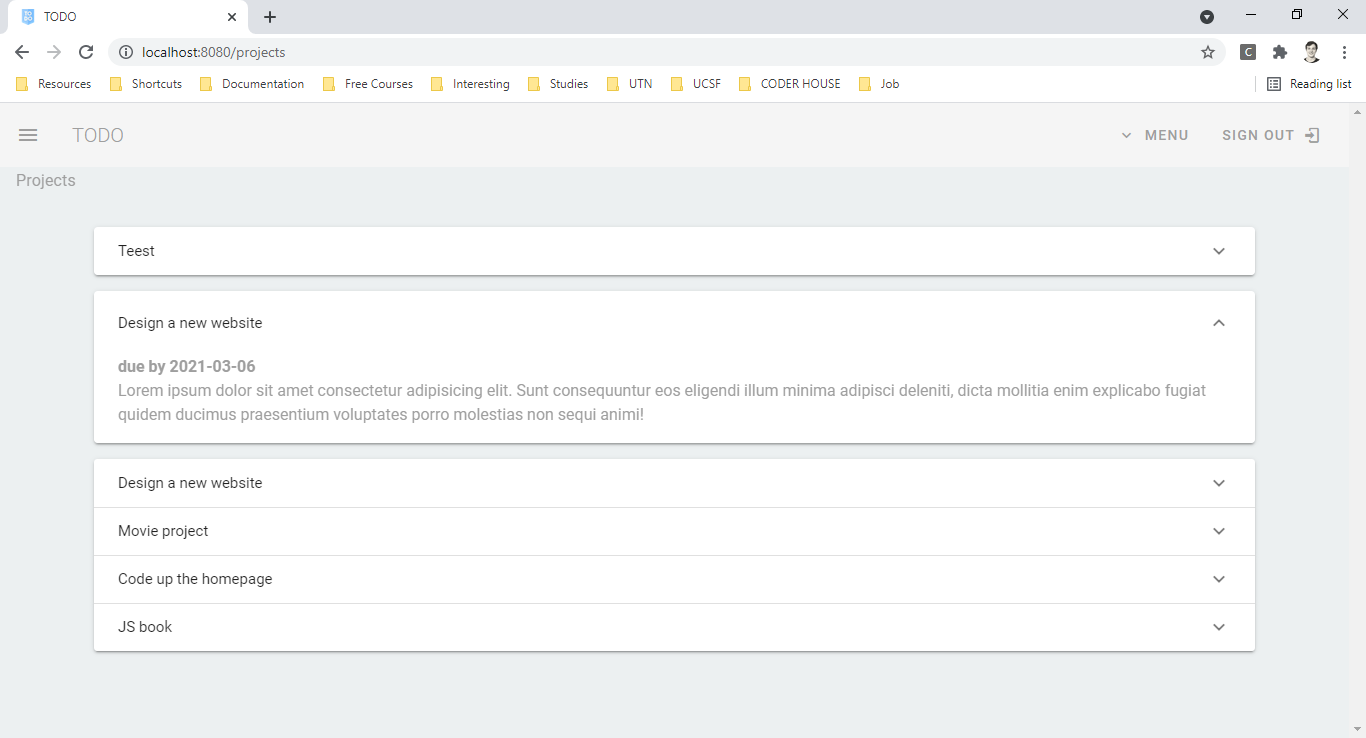 TODO
localhost:8080/projects
C
Resources Shortcuts Documentation Free Courses Interesting Studies UTN UCSF CODER HOUSE Job Reading list
TODO MENU SIGN OUT
Projects
Teest
Design a new website
due by 2021-03-06
Lorem ipsum dolor sit amet consectetur adipisicing elit. Sunt consequuntur eos eligendi illum minima adipisci deleniti, dicta mollitia enim explicabo fugiat
quidem ducimus praesentium voluptates porro molestias non sequi animi!
Design a new website
Movie project
Code up the homepage
JS book